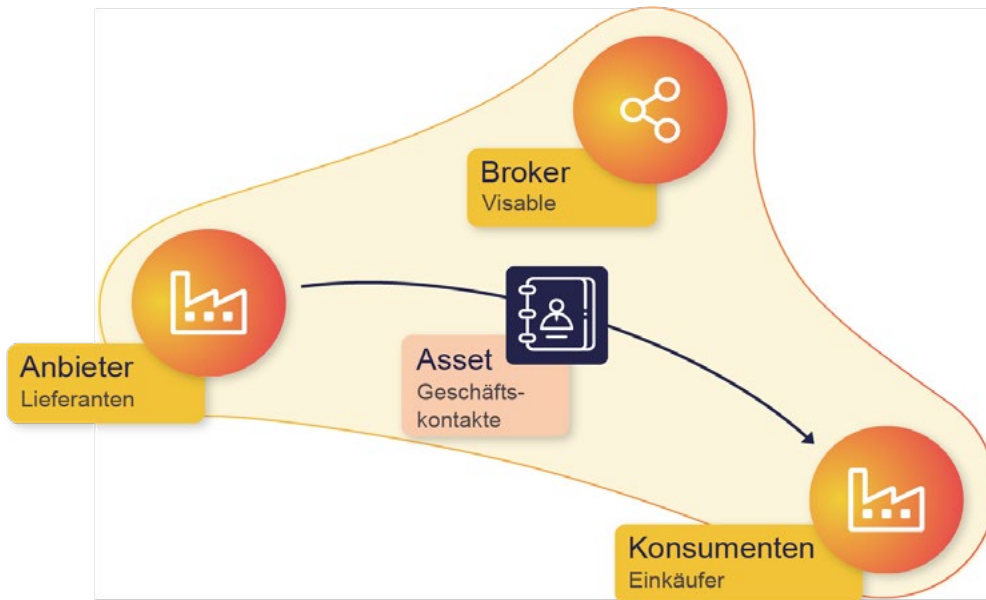 Broker
Visable
Anbieter
Lieferanten
Asset
Geschäfts-
kontakte
Konsumenten
Einkäufer